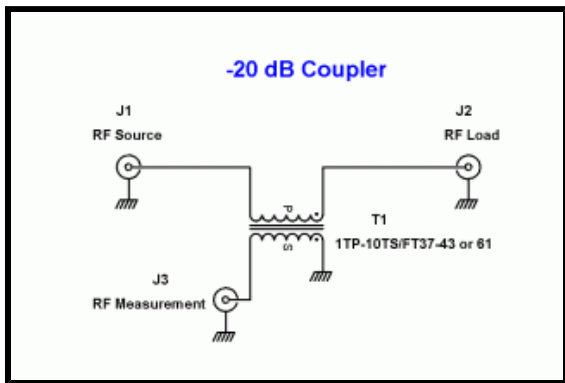 -20 dB Coupler
J1
RF Source
J2
RF Load
P
S
T1
1TP-10TS/FT37-43 or 61
J3
RF Measurement